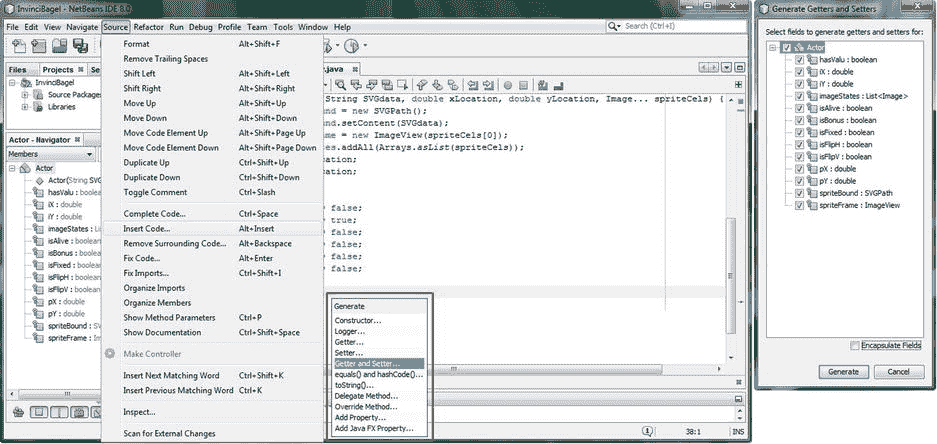 InvinciBagel - NetBeans IDE 8.0
File Edit View Navigate Source Refactor Run Debug Profile Team Tools Window Help
Search (Ctrl+I)
Files Projects Se
InvinciBagel
Source Package
Libraries
Actor - Navigator
Members
Actor
Actor(String SVG
hasValu : boolean
iX : double
iY : double
imageStates : List
isAlive : boolean
isBonus : boolean
isFixed : boolean
isFlipH : boolean
isFlipV : boolean
pX : double
pY : double
spriteBound : SV
spriteFrame : Im
Format Alt+Shift+F
Remove Trailing Spaces
Shift Left Alt+Shift+Left
Shift Right Alt+Shift+Right
Move Up Alt+Shift+Up
Move Down Alt+Shift+Down
Move Code Element Up Alt+Shift+Page Up
Move Code Element Down Alt+Shift+Page Down
Duplicate Up Ctrl+Shift+Up
Duplicate Down Ctrl+Shift+Down
Toggle Comment Ctrl+Slash
Complete Code... Ctrl+Space
Insert Code... Alt+Insert
Remove Surrounding Code... Alt+Backspace
Fix Code... Alt+Enter
Fix Imports... Ctrl+Shift+I
Organize Imports
Organize Members
Show Method Parameters Ctrl+P
Show Documentation Ctrl+Shift+Space
Make Controller
Insert Next Matching Word Ctrl+Shift+K
Insert Previous Matching Word Ctrl+K
Inspect...
Scan for External Changes
.java
String SVGdata, double xLocation, double yLocation, Image... spriteCels) {
nd = new SVGPath();
nd.setContent(SVGdata);
me = new ImageView(spriteCels[0]);
es.addAll(Arrays.asList(spriteCels));
cation;
cation;
false;
true;
false;
false;
false;
false;
Generate
Constructor...
Logger...
Getter...
Setter...
Getter and Setter...
equals() and hashCode()...
toString()...
Delegate Method...
Override Method...
Add Property...
Add Java FX Property...
38:1 INS
Generate Getters and Setters
Select fields to generate getters and setters for:
Actor
hasValu : boolean
iX : double
iY : double
imageStates : List<Image>
isAlive : boolean
isBonus : boolean
isFixed : boolean
isFlipH : boolean
isFlipV : boolean
pX : double
pY : double
spriteBound : SVGPath
spriteFrame : ImageView
Encapsulate Fields
Generate Cancel